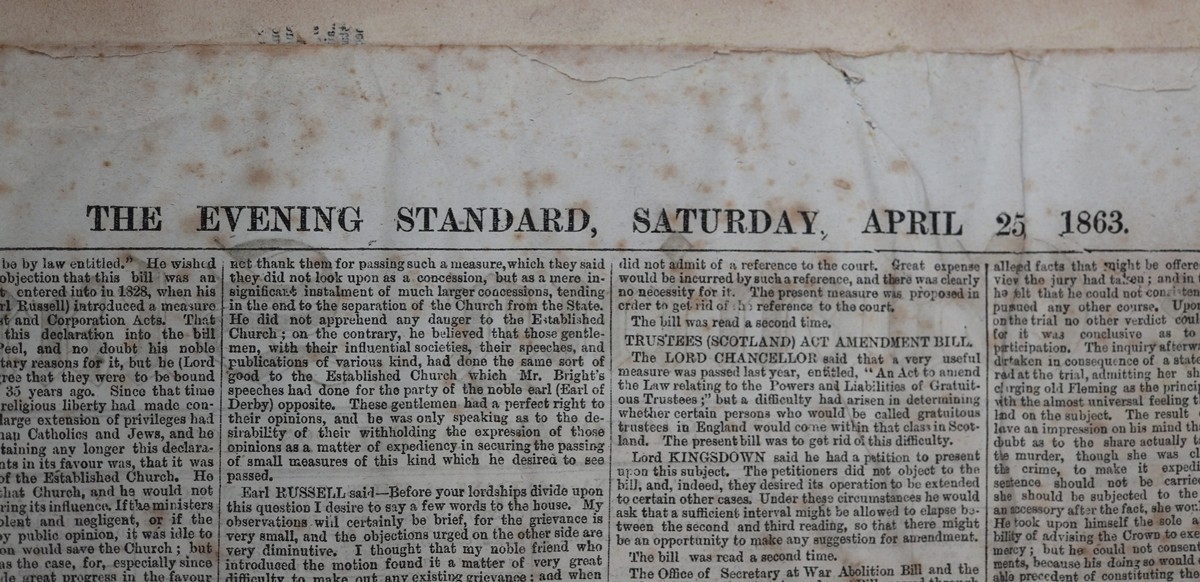 THE EVENING STANDARD, SATURDAY, APRIL 25 1863.
be by law entitled." He wished
objection that this bill was an
entered into in 1828, when his
Russell) introduced a measure
and Corporation Acts. That
this declaration into the bill
Peel, and no doubt his noble
reasons for it, but he (Lord
that they were to be bound
35 years ago. Since that time
religious liberty had made con-
large extension of privileges had
Catholics and Jews, and he
any longer this declara-
in its favour was, that it was
of the Established Church. He
that Church, and he would not
its influence. If the ministers
and negligent, or if the
by public opinion, it was idle to
would save the Church; but
as the case, for, especially since
great progress in the favour
act thank them for passing such a measure, which they said
they did not look upon as a concession, but as a mere in-
significant instalment of much larger concessions, tending
in the end to the separation of the Church from the State.
He did not apprehend any danger to the Established
Church; on the contrary, he believed that those gentle-
men, with their influential societies, their speeches, and
publications of various kind, had done the same sort of
good to the Established Church which Mr. Bright's
speeches had done for the party of the noble earl (Earl of
Derby) opposite. These gentlemen had a perfect right to
their opinions, and he was only speaking as to the de-
sirability of their withholding the expression of those
opinions as a matter of expediency in securing the passing
of small measures of this kind which he desired to see
passed.
Earl RUSSELL said—Before your lordships divide upon
this question I desire to say a few words to the house. My
observations will certainly be brief, for the grievance is
very small, and the objections urged on the other side are
very diminutive. I thought that my noble friend who
introduced the motion found it a matter of very great
difficulty to make out any existing grievance; and when
did not admit of a reference to the court. Great expense
would be incurred by such a reference, and there was clearly
no necessity for it. The present measure was proposed in
order to get rid of the reference to the court.
The bill was read a second time.
TRUSTEES (SCOTLAND) ACT AMENDMENT BILL.
The LORD CHANCELLOR said that a very useful
measure was passed last year, entitled, "An Act to amend
the Law relating to the Powers and Liabilities of Gratuit-
ous Trustees;" but a difficulty had arisen in determining
whether certain persons who would be called gratuitous
trustees in England would come within that class in Scot-
land. The present bill was to get rid of this difficulty.
Lord KINGSDOWN said he had a petition to present
upon this subject. The petitioners did not object to the
bill, and, indeed, they desired its operation to be extended
to certain other cases. Under these circumstances he would
ask that a sufficient interval might be allowed to elapse be-
tween the second and third reading, so that there might
be an opportunity to make any suggestion for amendment.
The bill was read a second time.
The Office of Secretary at War Abolition Bill and the
alleged facts that might be offere
view the jury had taken; and in t
he felt that he could not
pursued any other course. Upo
on the trial no other verdict coul
for it was conclusive as to
participation. The inquiry afterwa
dertaken in consequence of a state
rad at the trial, admitting her sh
charging old Fleming as the princip
with the almost universal feeling t
and on the subject. The result
leave an impression on his mind tha
doubt as to the share actually t
the murder, though she was cl
the crime, to make it exped
sentence should not be carrie
she should be subjected to the
an accessory after the fact, she wou
He took upon himself the sole
bility of advising the Crown to exe
mercy; but he could not consent
ments, because his doing so would
able precedent of constituting th